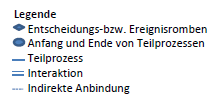 Legende
Entscheidungs-bzw. Ereignisromben
Anfang und Ende von Teilprozessen
Teilprozess
Interaktion
Indirekte Anbindung